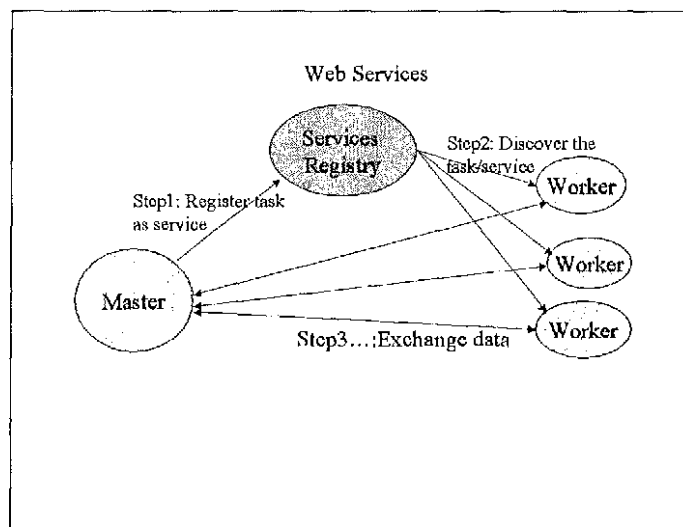 Web Services
Services
Registry
Step2: Discover the
task/service
Worker
Step1: Register task
as service
Worker
Master
Worker
Step3...:Exchange data